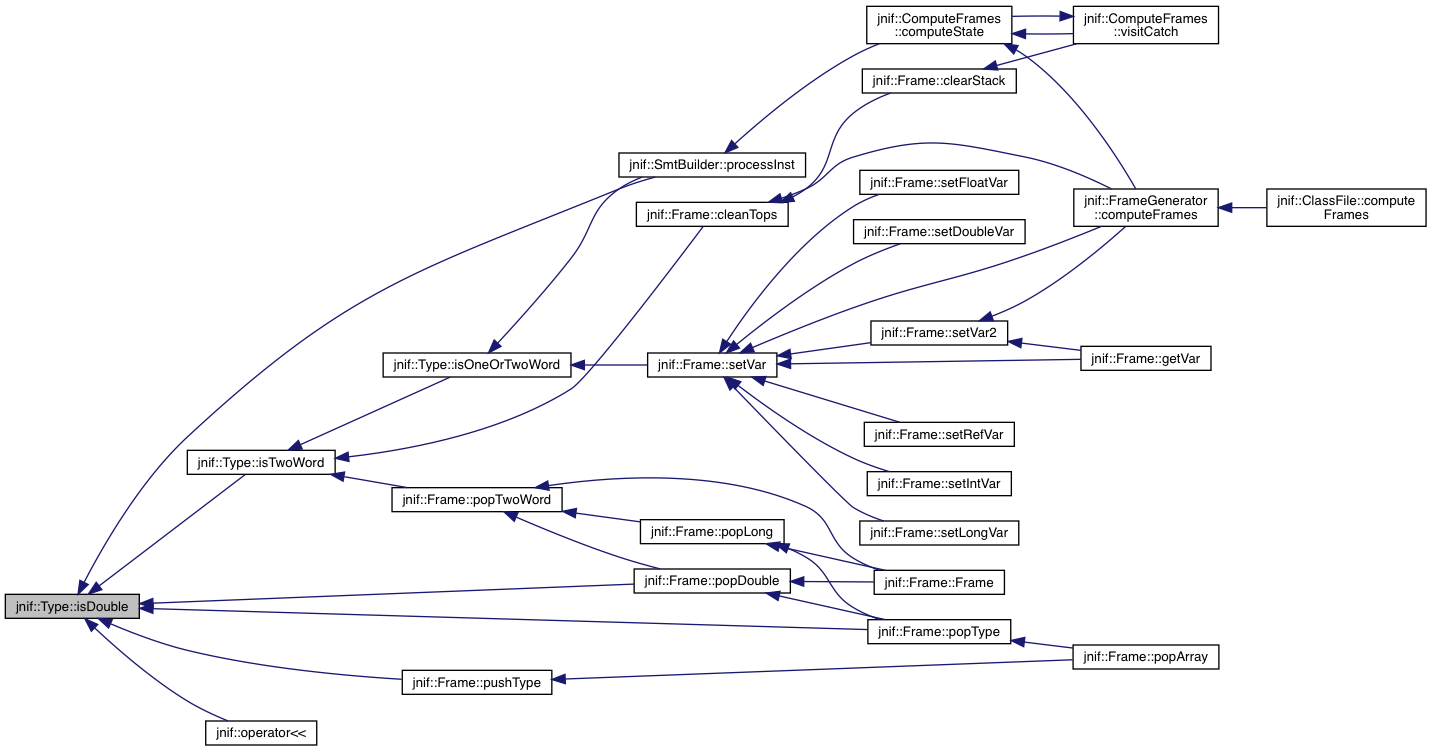 jnif::ComputeFrames
::computeState
jnif::ComputeFrames
::visitCatch
jnif::Frame::clearStack
jnif::SmtBuilder::processInst
jnif::Frame::setFloatVar
jnif::Frame::cleanTops
jnif::FrameGenerator
::computeFrames
jnif::ClassFile::compute
Frames
jnif::Frame::setDoubleVar
jnif::Frame::setVar2
jnif::Frame::getVar
jnif::Type::isOneOrTwoWord
jnif::Frame::setVar
jnif::Frame::setRefVar
jnif::Type::isTwoWord
jnif::Frame::setIntVar
jnif::Frame::popTwoWord
jnif::Frame::popLong
jnif::Frame::setLongVar
jnif::Frame::popDouble
jnif::Frame::Frame
jnif::Type::isDouble
jnif::Frame::popType
jnif::Frame::popArray
jnif::Frame::pushType
jnif::operator<<